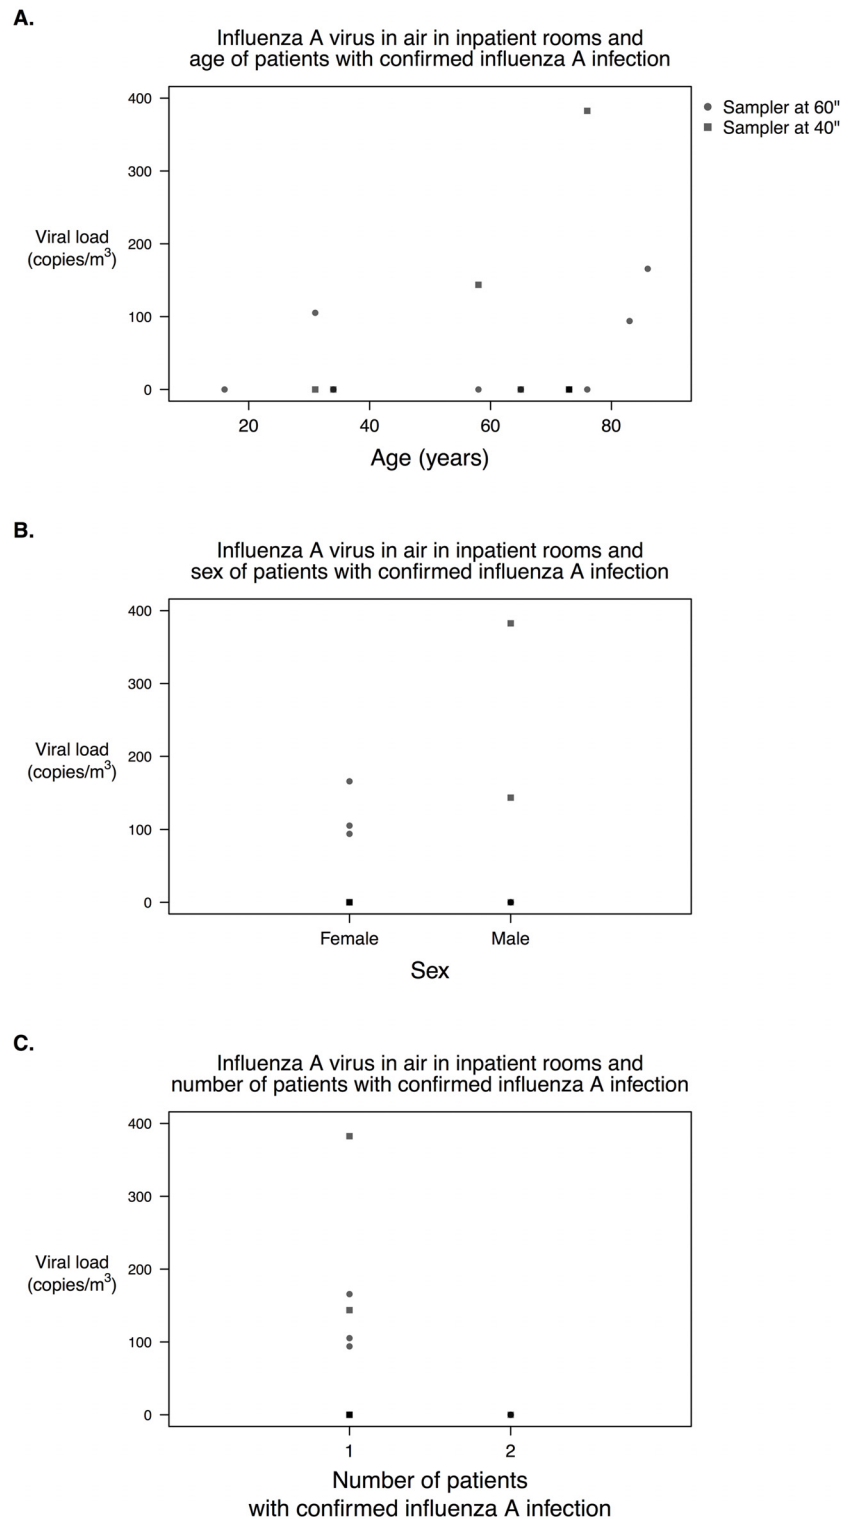 A.
Influenza A virus in air in inpatient rooms and
age of patients with confirmed influenza A infection
400
300
200
100
0
Viral load
(copies/m³)
20 40 60 80
Age (years)
Sampler at 60"
Sampler at 40"
B.
Influenza A virus in air in inpatient rooms and
sex of patients with confirmed influenza A infection
400
300
200
100
0
Viral load
(copies/m³)
Female Male
Sex
C.
Influenza A virus in air in inpatient rooms and
number of patients with confirmed influenza A infection
400
300
200
100
0
Viral load
(copies/m³)
1 2
Number of patients
with confirmed influenza A infection